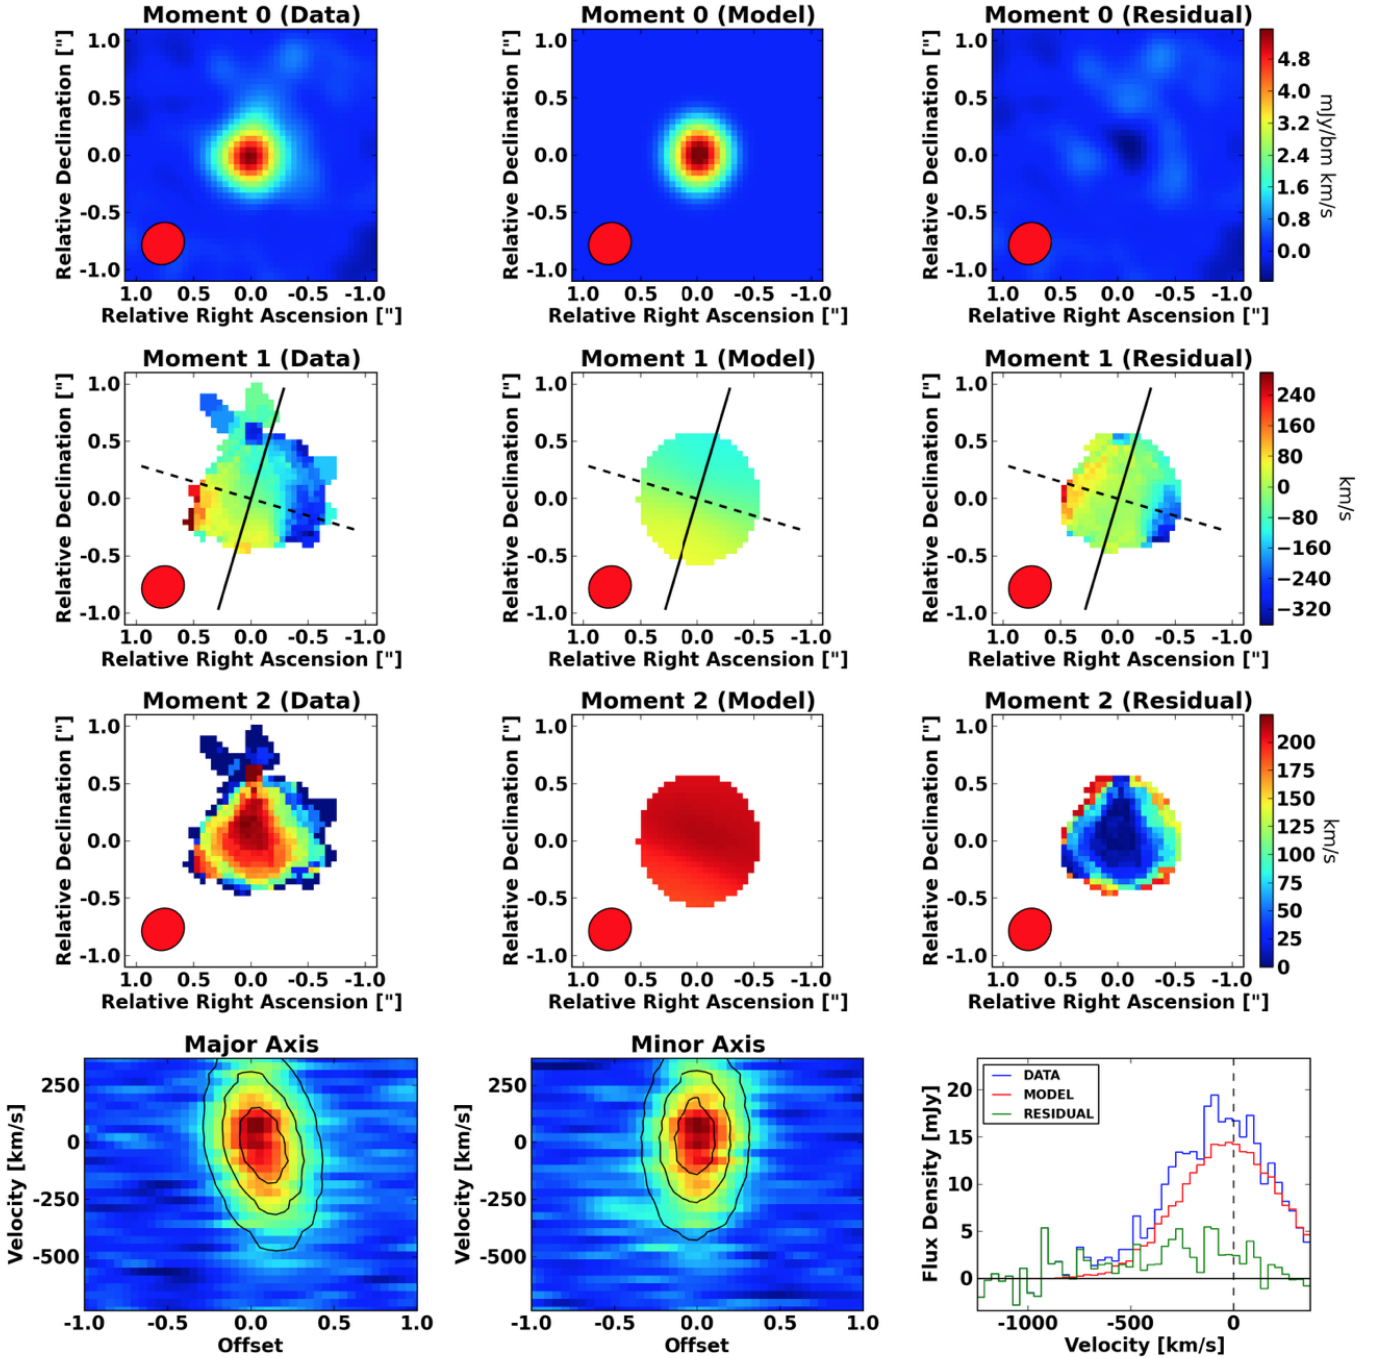 Moment 0 (Data) Moment 0 (Model) Moment 0 (Residual)
Relative Declination ["] 1.0 0.5 0.0 -0.5 -1.0
1.0 0.5 0.0 -0.5 -1.0
Relative Right Ascension ["]
Relative Declination ["] 1.0 0.5 0.0 -0.5 -1.0
1.0 0.5 0.0 -0.5 -1.0
Relative Right Ascension ["]
Relative Declination ["] 1.0 0.5 0.0 -0.5 -1.0
1.0 0.5 0.0 -0.5 -1.0
Relative Right Ascension ["]
4.8 4.0 3.2 2.4 1.6 0.8 0.0
mJy/bm km/s
Moment 1 (Data) Moment 1 (Model) Moment 1 (Residual)
Relative Declination ["] 1.0 0.5 0.0 -0.5 -1.0
1.0 0.5 0.0 -0.5 -1.0
Relative Right Ascension ["]
Relative Declination ["] 1.0 0.5 0.0 -0.5 -1.0
1.0 0.5 0.0 -0.5 -1.0
Relative Right Ascension ["]
Relative Declination ["] 1.0 0.5 0.0 -0.5 -1.0
1.0 0.5 0.0 -0.5 -1.0
Relative Right Ascension ["]
240 160 80 0 −80 −160 −240 −320
km/s
Moment 2 (Data) Moment 2 (Model) Moment 2 (Residual)
Relative Declination ["] 1.0 0.5 0.0 -0.5 -1.0
1.0 0.5 0.0 -0.5 -1.0
Relative Right Ascension ["]
Relative Declination ["] 1.0 0.5 0.0 -0.5 -1.0
1.0 0.5 0.0 -0.5 -1.0
Relative Right Ascension ["]
Relative Declination ["] 1.0 0.5 0.0 -0.5 -1.0
1.0 0.5 0.0 -0.5 -1.0
Relative Right Ascension ["]
200 175 150 125 100 75 50 25 0
km/s
Major Axis
Velocity [km/s] 250 0 -250 -500
-1.0 -0.5 0.0 0.5 1.0
Offset
Minor Axis
Velocity [km/s] 250 0 -250 -500
-1.0 -0.5 0.0 0.5 1.0
Offset
DATA
MODEL
RESIDUAL
Flux Density [mJy] 20 15 10 5 0
-1000 -500 0
Velocity [km/s]